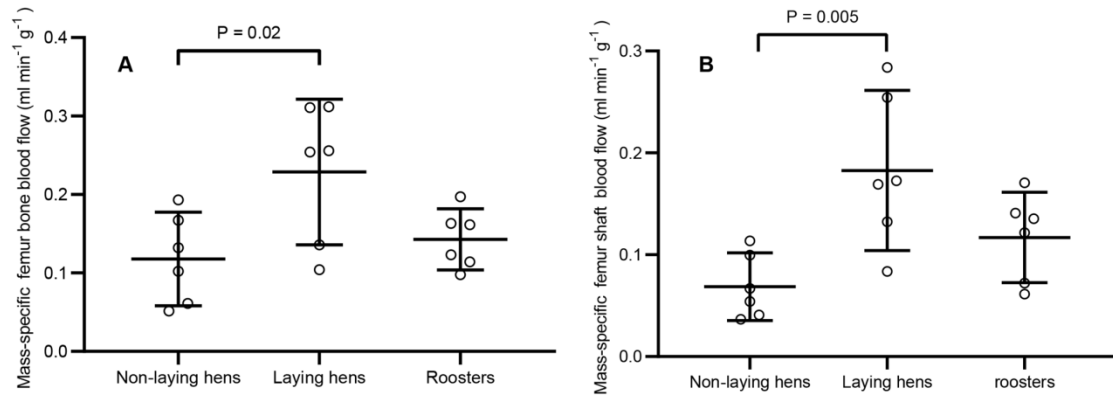 Mass-specific femur bone blood flow (ml min⁻¹ g⁻¹ )
A
P = 0.02
0.4
0.3
0.2
0.1
0.0
Non-laying hens Laying hens Roosters
Mass-specific femur shaft blood flow (ml min⁻¹ g⁻¹ )
B
P = 0.005
0.3
0.2
0.1
0.0
Non-laying hens Laying hens roosters